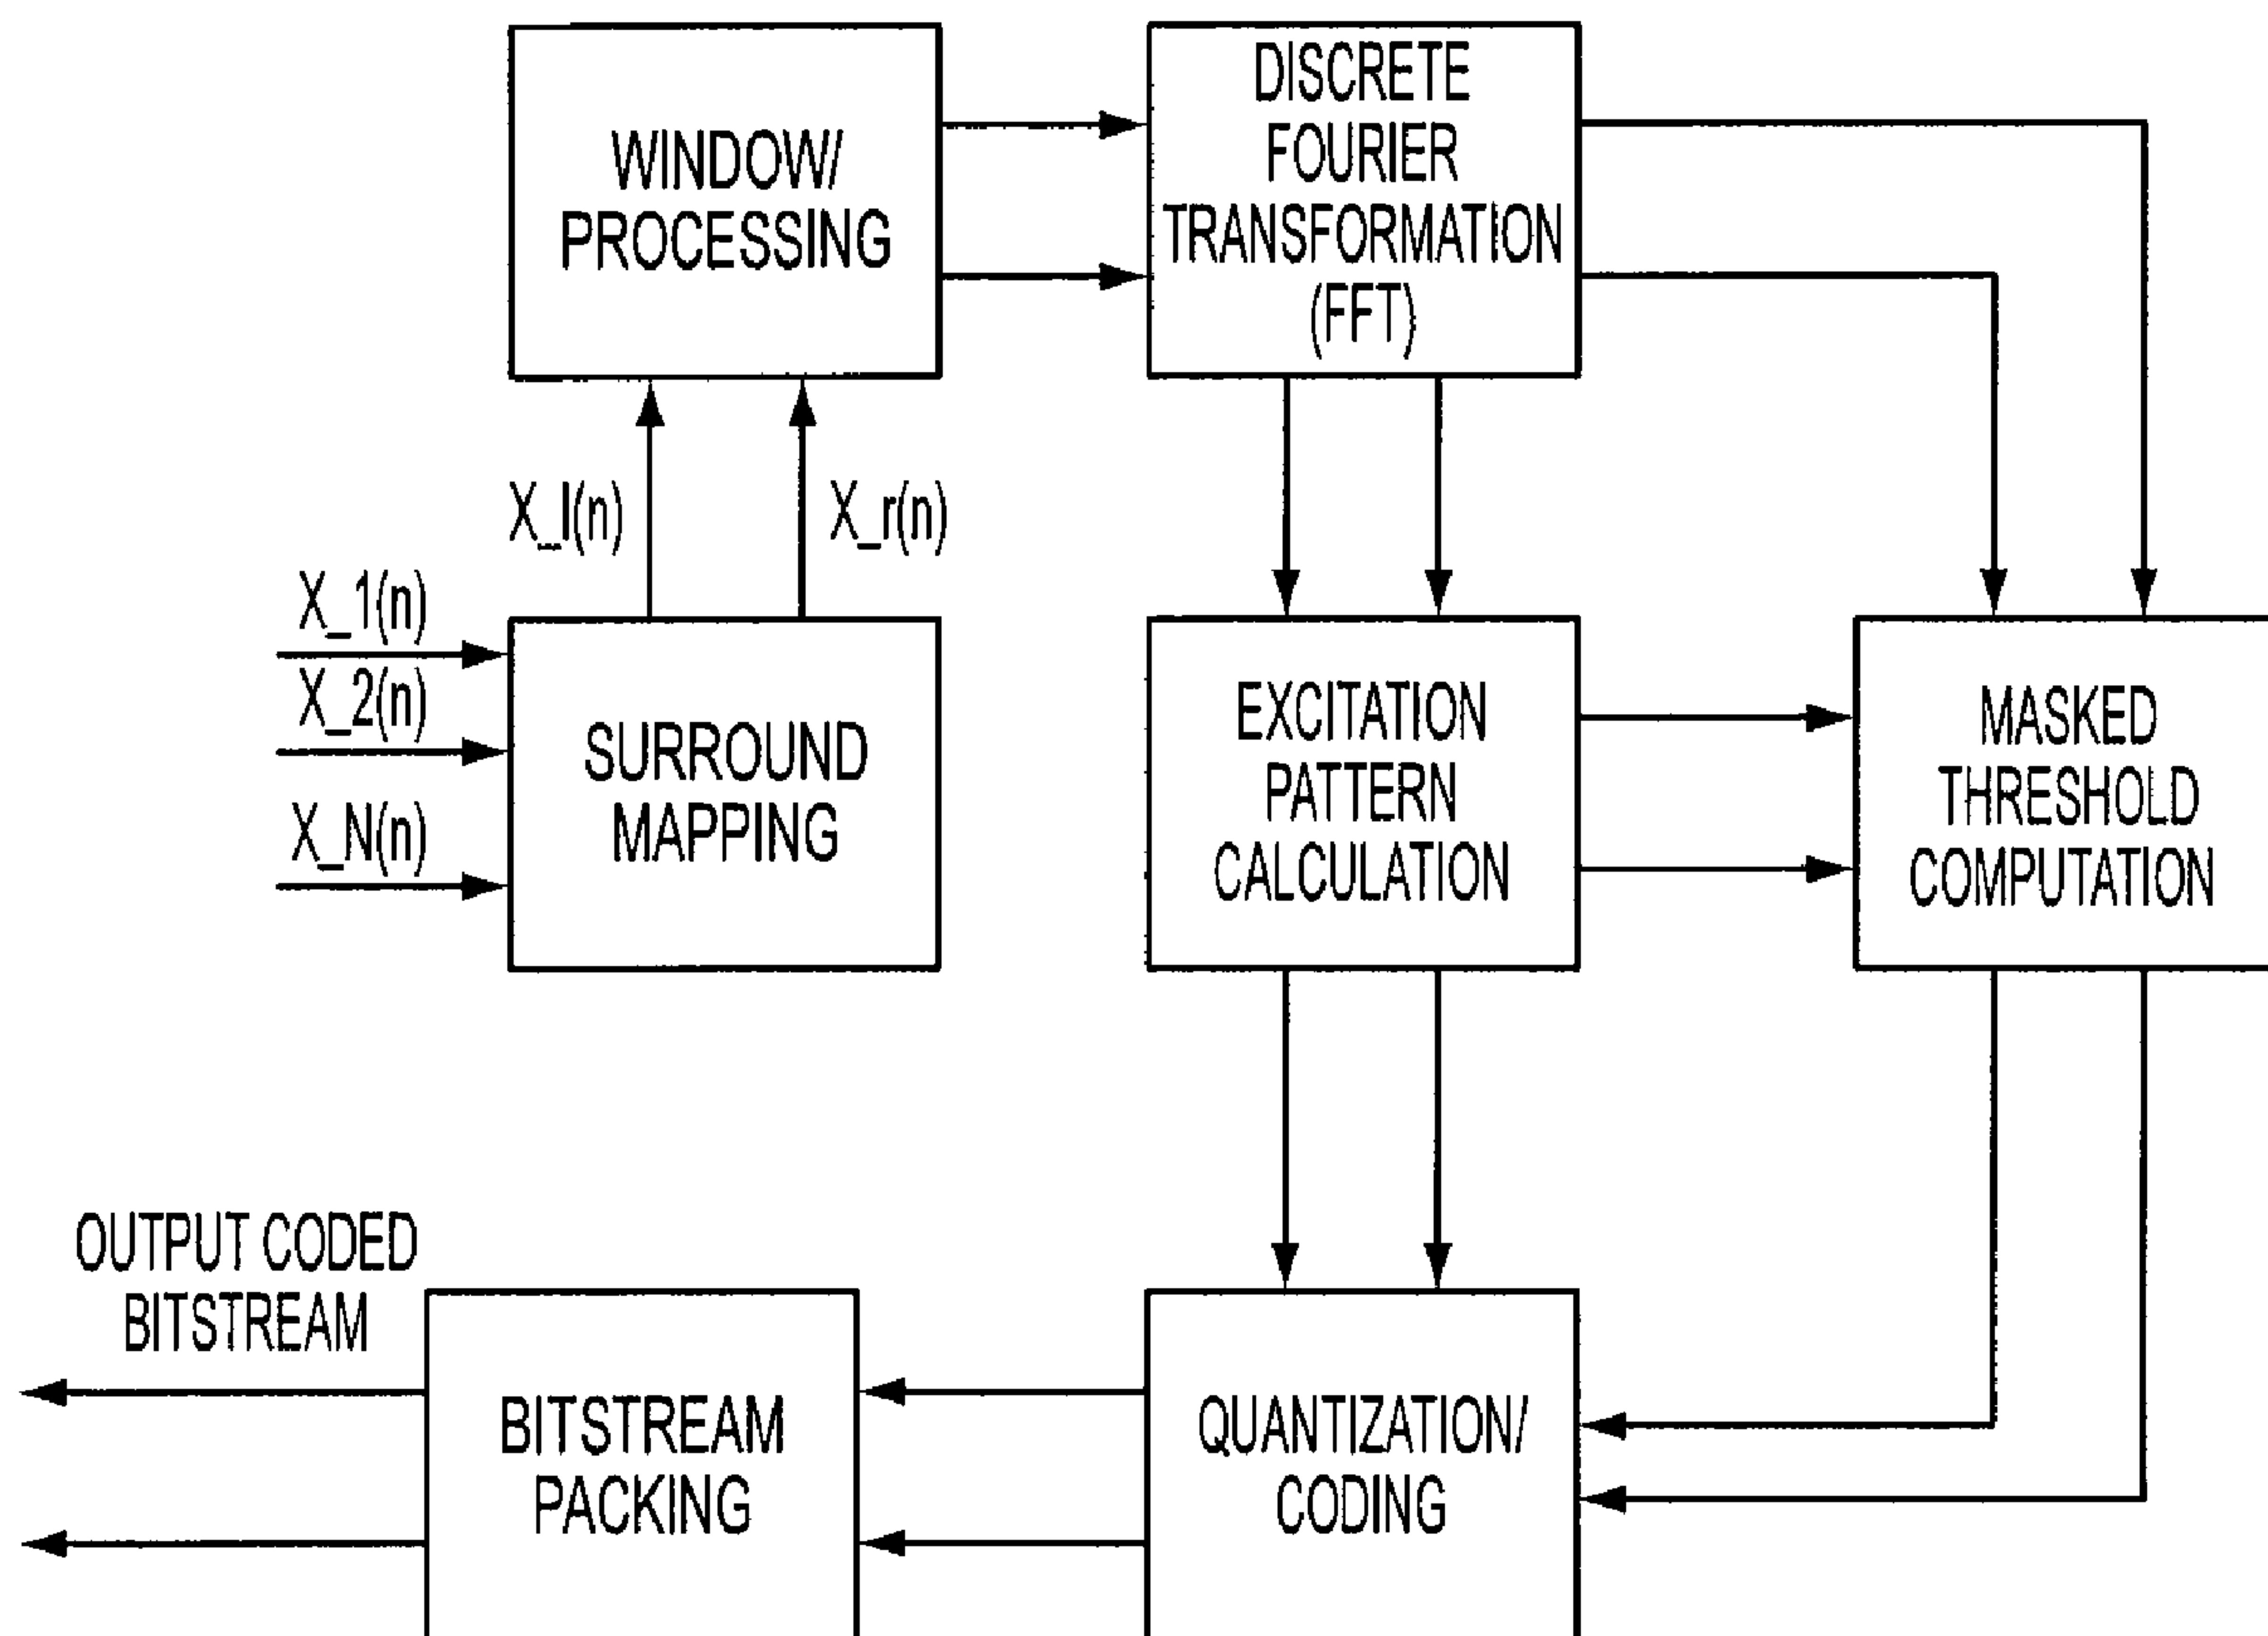 WINDOW/
PROCESSING
DISCRETE
FOURIER
TRANSFORMATION
(FFT)
X_l(n)
X_r(n)
X_1(n)
X_2(n)
X_N(n)
SURROUND
MAPPING
EXCITATION
PATTERN
CALCULATION
MASKED
THRESHOLD
COMPUTATION
OUTPUT CODED
BITSTREAM
BITSTREAM
PACKING
QUANTIZATION/
CODING